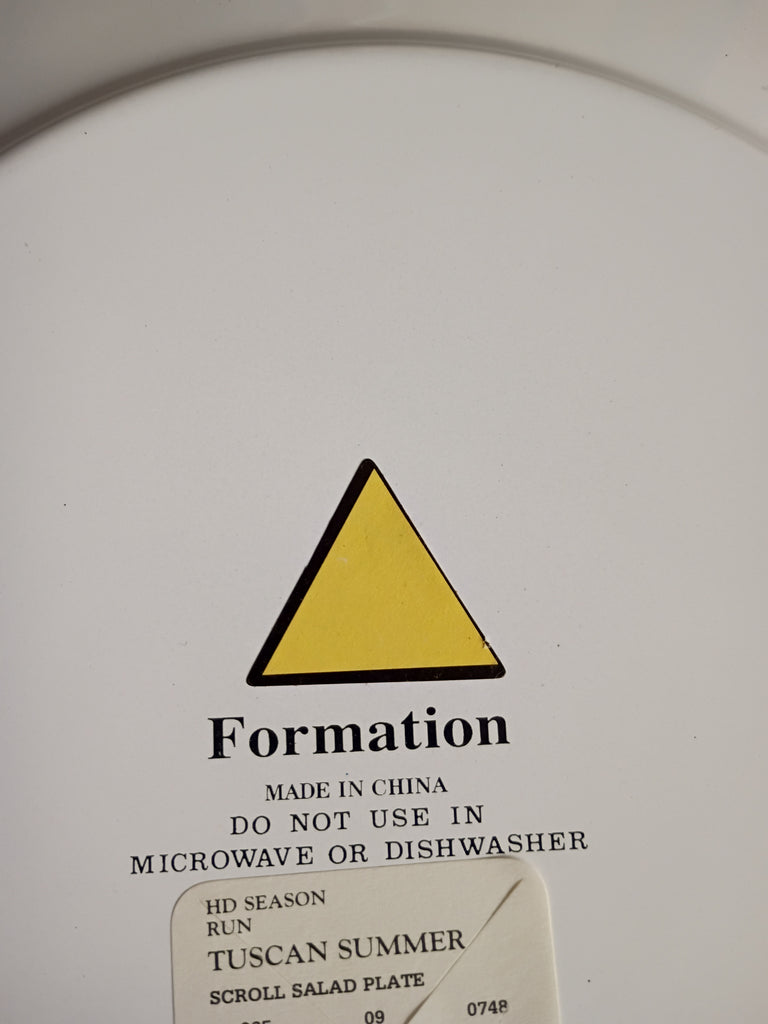 Formation
MADE IN CHINA
DO NOT USE IN
MICROWAVE OR DISHWASHER
HD SEASON
RUN
TUSCAN SUMMER
SCROLL SALAD PLATE
09 0748